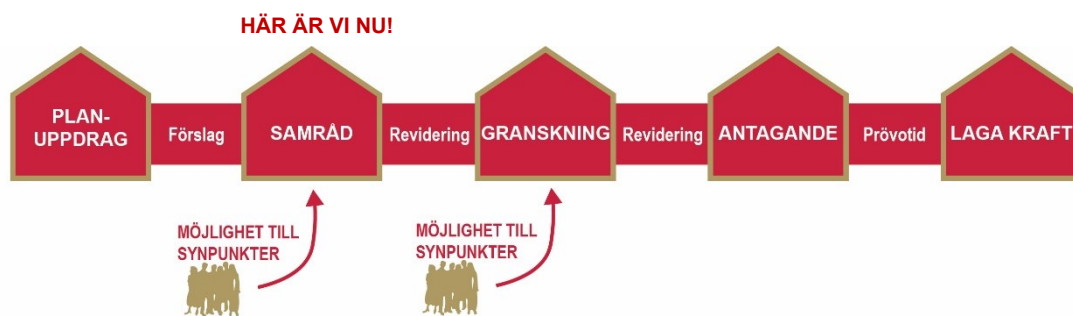 HÄR ÄR VI NU!
PLAN-
UPPDRAG
Förslag
SAMRÅD
Revidering
GRANSKNING
Revidering
ANTAGANDE
Prövotid
LAGA KRAFT
MÖJLIGHET TILL
SYNPUNKTER
MÖJLIGHET TILL
SYNPUNKTER